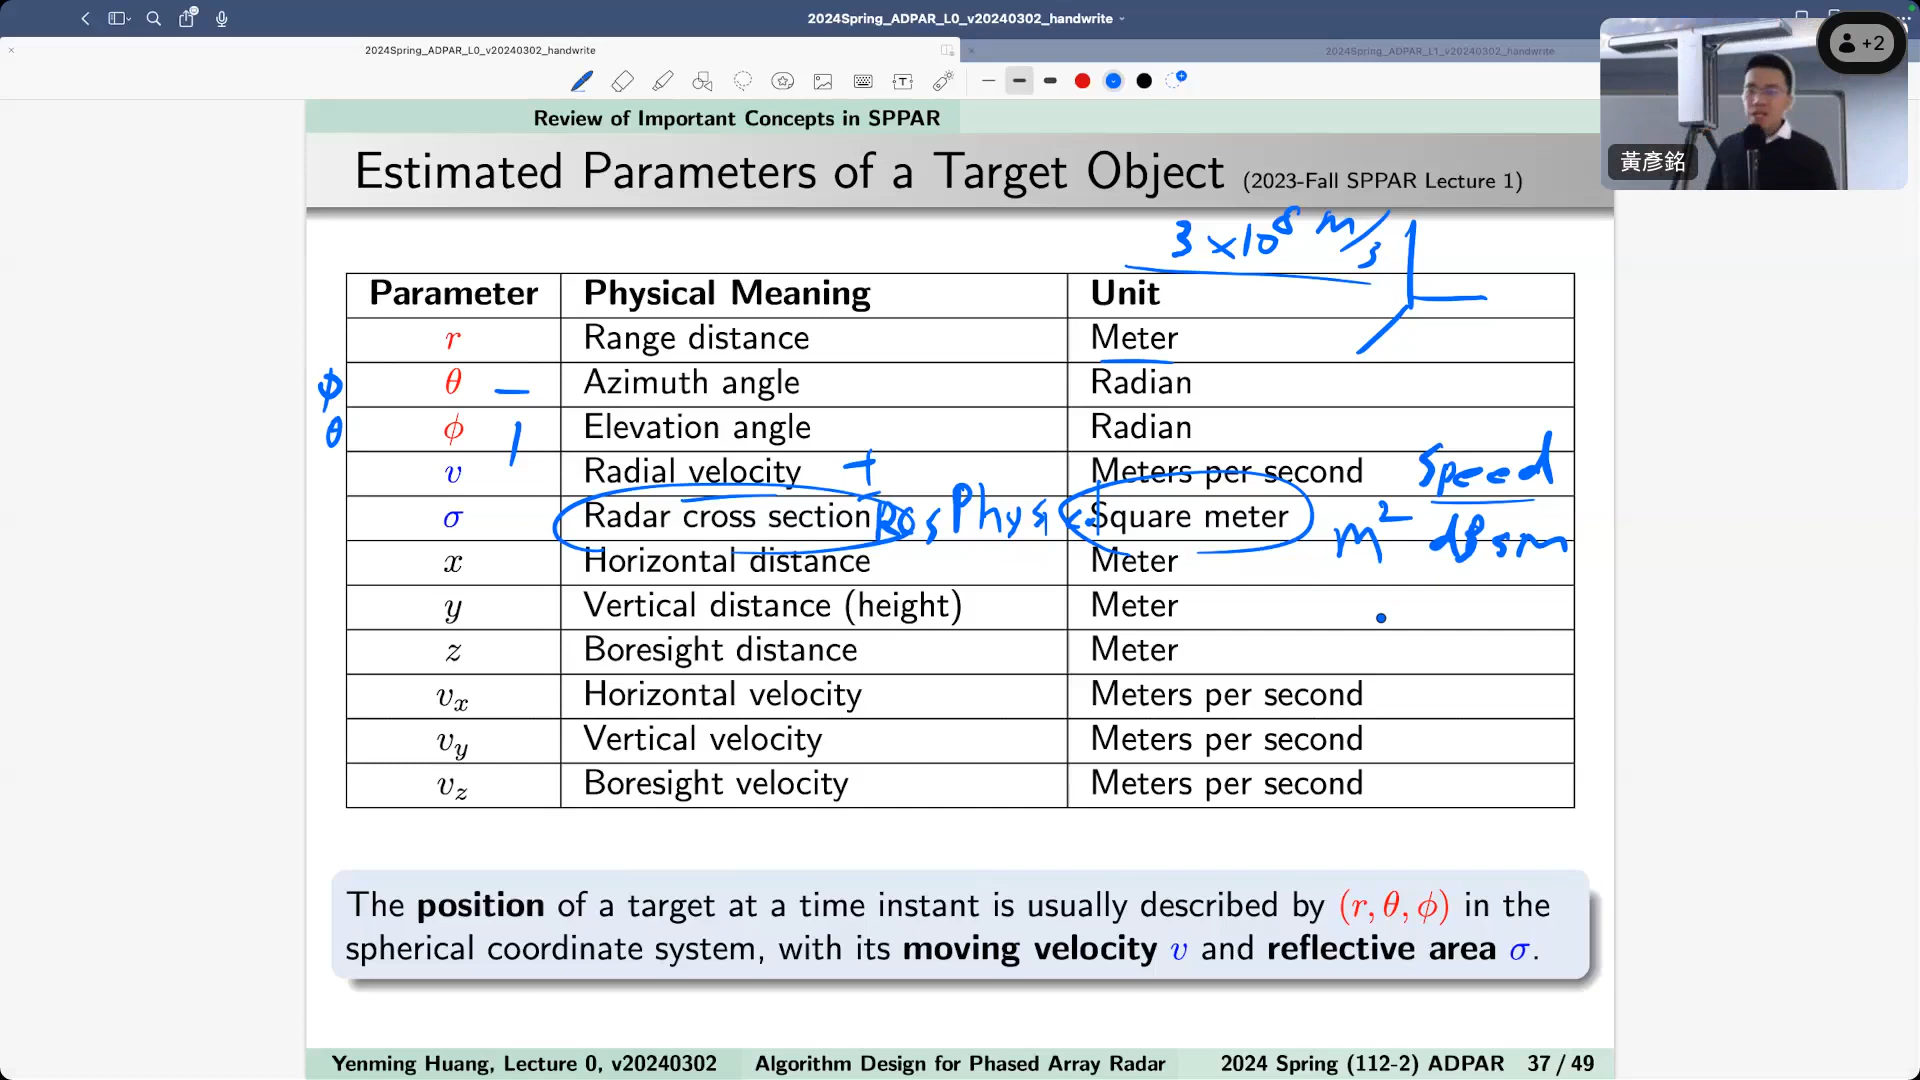 2024Spring_ADPAR_L0_v20240302_handwrite
2024Spring_ADPAR_L0_v20240302_handwrite
2024Spring_ADPAR_L1_v20240302_handwrite
+2
黃彥銘
Review of Important Concepts in SPPAR
Estimated Parameters of a Target Object (2023-Fall SPPAR Lecture 1)
3 × 10⁸ m/s
Parameter Physical Meaning Unit
r Range distance Meter
ϕ θ — Azimuth angle Radian
θ ϕ | Elevation angle Radian
v Radial velocity ± Meters per second Speed
σ Radar cross section RCS Physical Square meter m² dBsm
x Horizontal distance Meter
y Vertical distance (height) Meter
z Boresight distance Meter
vₓ Horizontal velocity Meters per second
v_y Vertical velocity Meters per second
v_z Boresight velocity Meters per second
The position of a target at a time instant is usually described by (r, θ, ϕ) in the
spherical coordinate system, with its moving velocity v and reflective area σ.
Yenming Huang, Lecture 0, v20240302 Algorithm Design for Phased Array Radar 2024 Spring (112-2) ADPAR 37 / 49